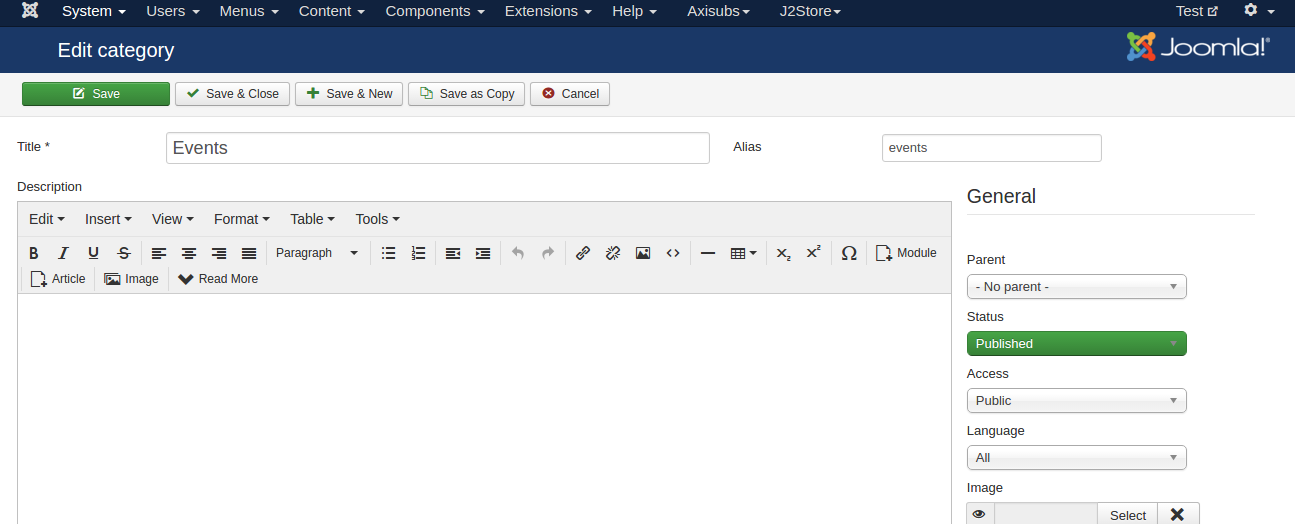 System Users Menus Content Components Extensions Help Axisubs J2Store Test
Edit category Joomla!®
Save Save & Close Save & New Save as Copy Cancel
Title * Events Alias events
Description
General
Edit Insert View Format Table Tools
B I U S Paragraph Ω Module
Article Image Read More
Parent
- No parent -
Status
Published
Access
Public
Language
All
Image
Select